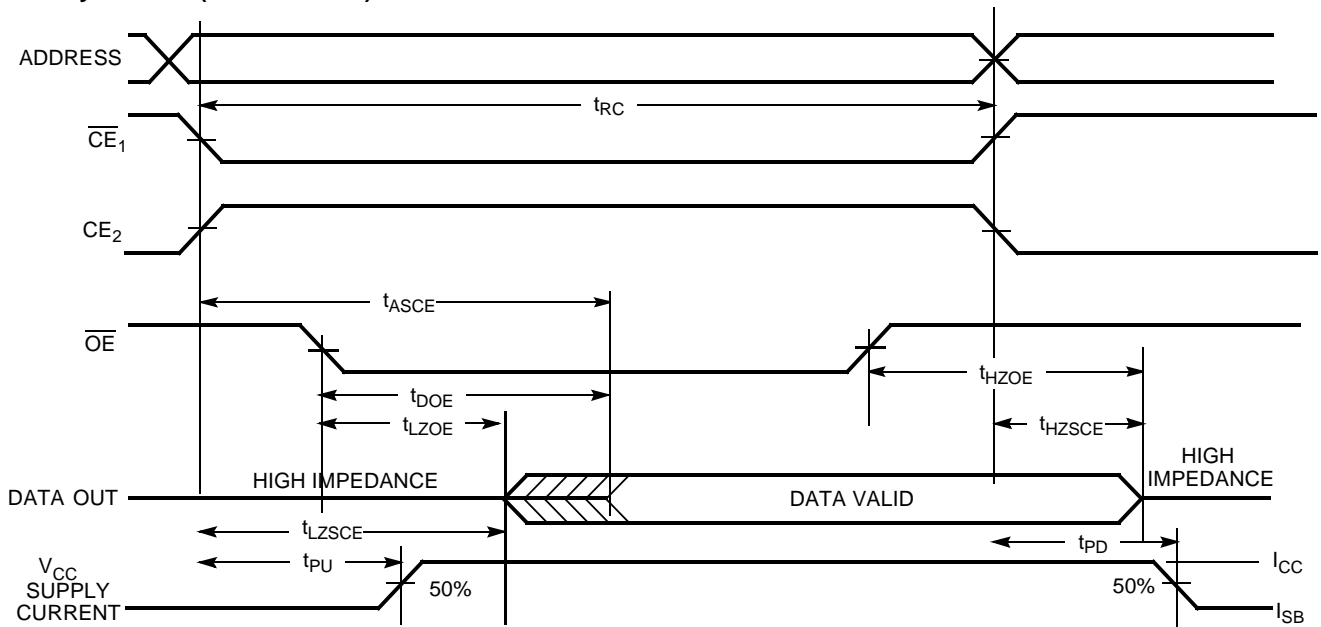 ADDRESS
tRC
CE1
CE2
tASCE
OE
tHZOE
tDOE
tLZOE
tHZSCE
HIGH IMPEDANCE
HIGH
IMPEDANCE
DATA OUT
DATA VALID
tLZSCE
tPD
tPU
VCC
SUPPLY
CURRENT
50%
50%
ICC
ISB